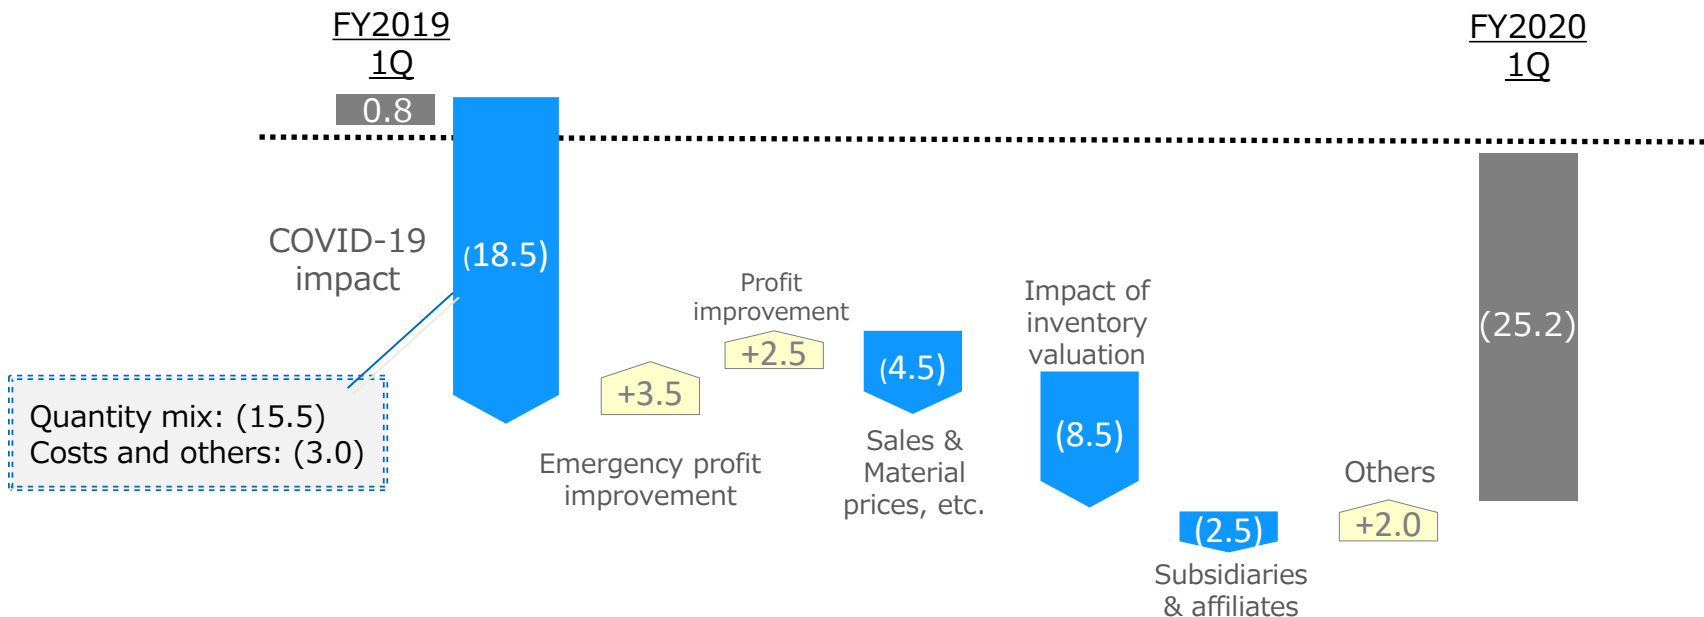 FY2019
1Q
FY2020
1Q
0.8
COVID-19
impact
(18.5)
Quantity mix: (15.5)
Costs and others: (3.0)
+3.5
Emergency profit
improvement
Profit
improvement
+2.5
(4.5)
Sales &
Material
prices, etc.
Impact of
inventory
valuation
(8.5)
(2.5)
Subsidiaries
& affiliates
Others
+2.0
(25.2)